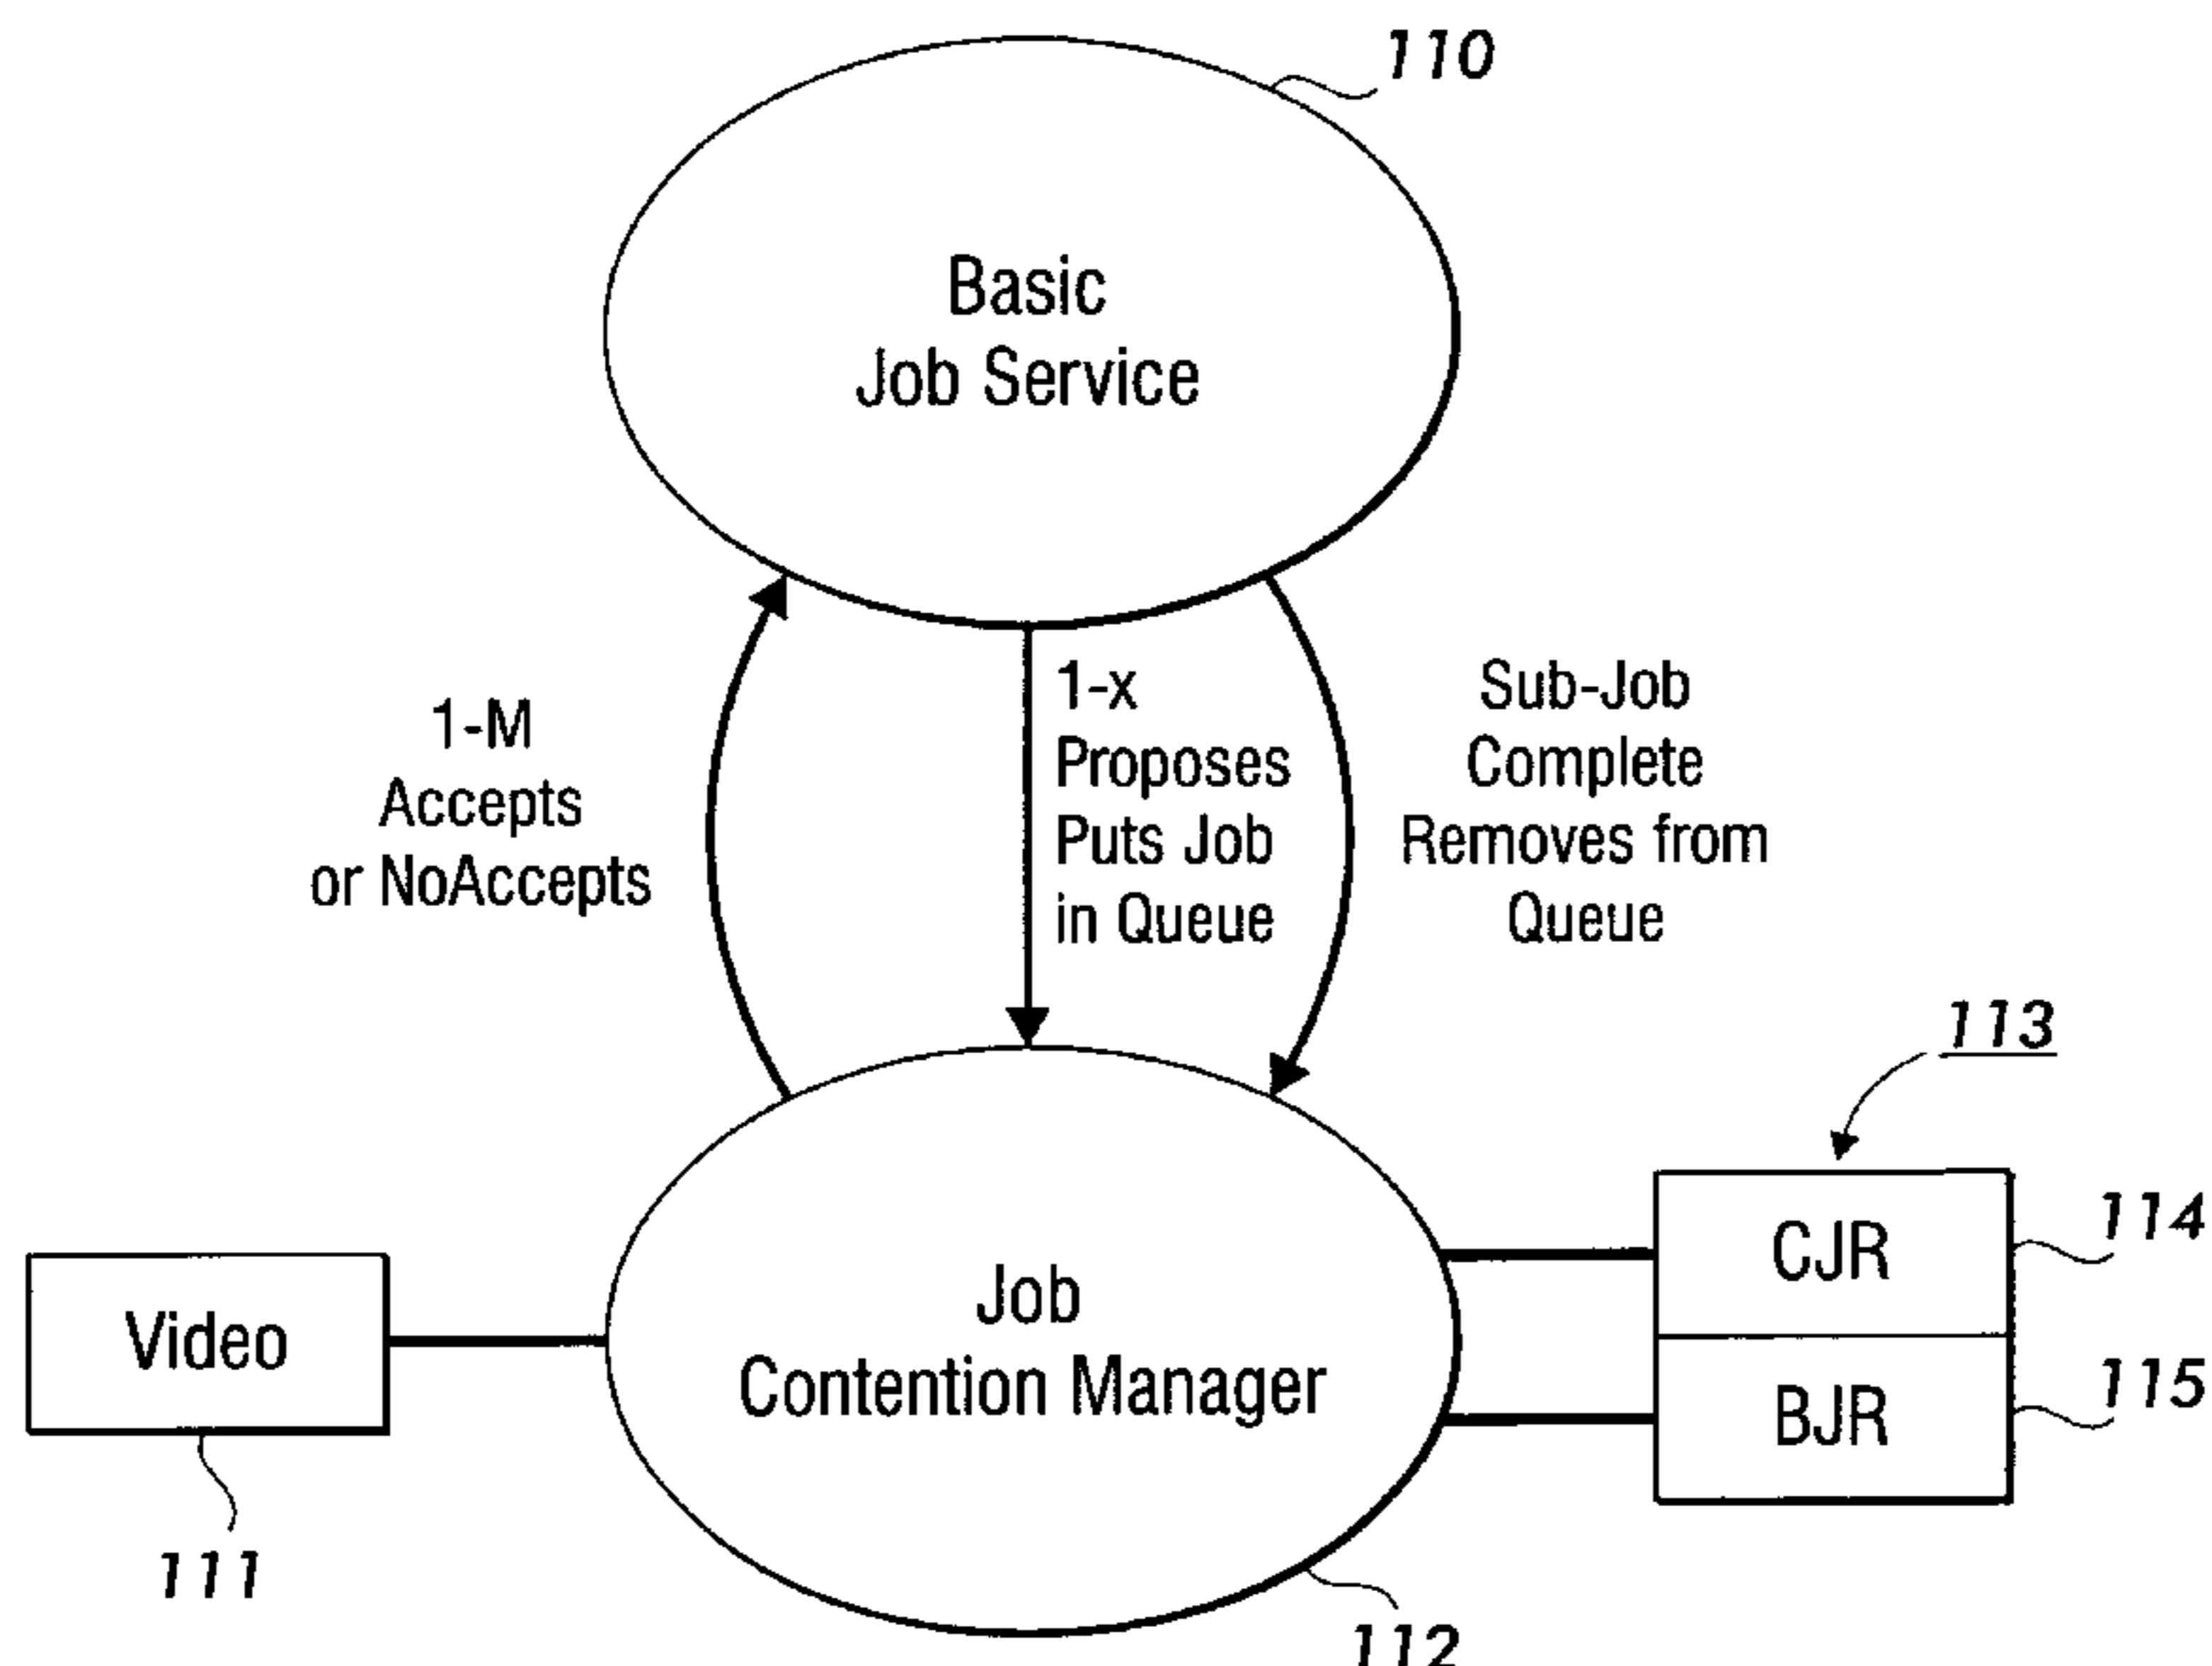 110
Basic
Job Service
1-M
Accepts
or NoAccepts
1-x
Proposes
Puts Job
in Queue
Sub-Job
Complete
Removes from
Queue
113
CJR
114
BJR
115
Video
111
Job
Contention Manager
112